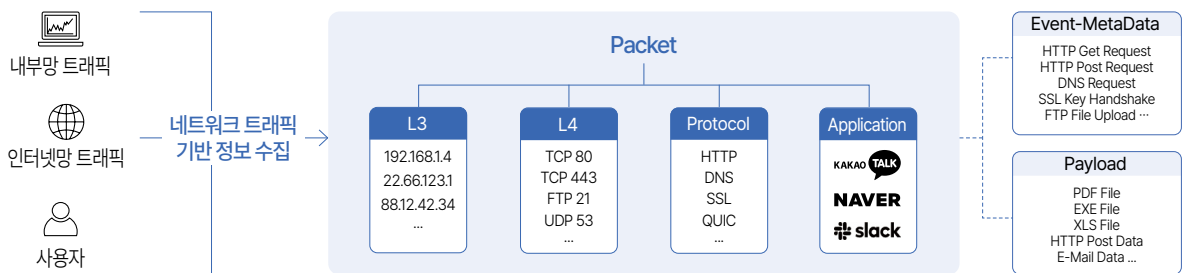 내부망 트래픽
인터넷망 트래픽
사용자
네트워크 트래픽
기반 정보 수집
Packet
L3
192.168.1.4
22.66.123.1
88.12.42.34
...
L4
TCP 80
TCP 443
FTP 21
UDP 53
...
Protocol
HTTP
DNS
SSL
QUIC
...
Application
KAKAO TALK
NAVER
slack
Event-MetaData
HTTP Get Request
HTTP Post Request
DNS Request
SSL Key Handshake
FTP File Upload ...
Payload
PDF File
EXE File
XLS File
HTTP Post Data
E-Mail Data ...